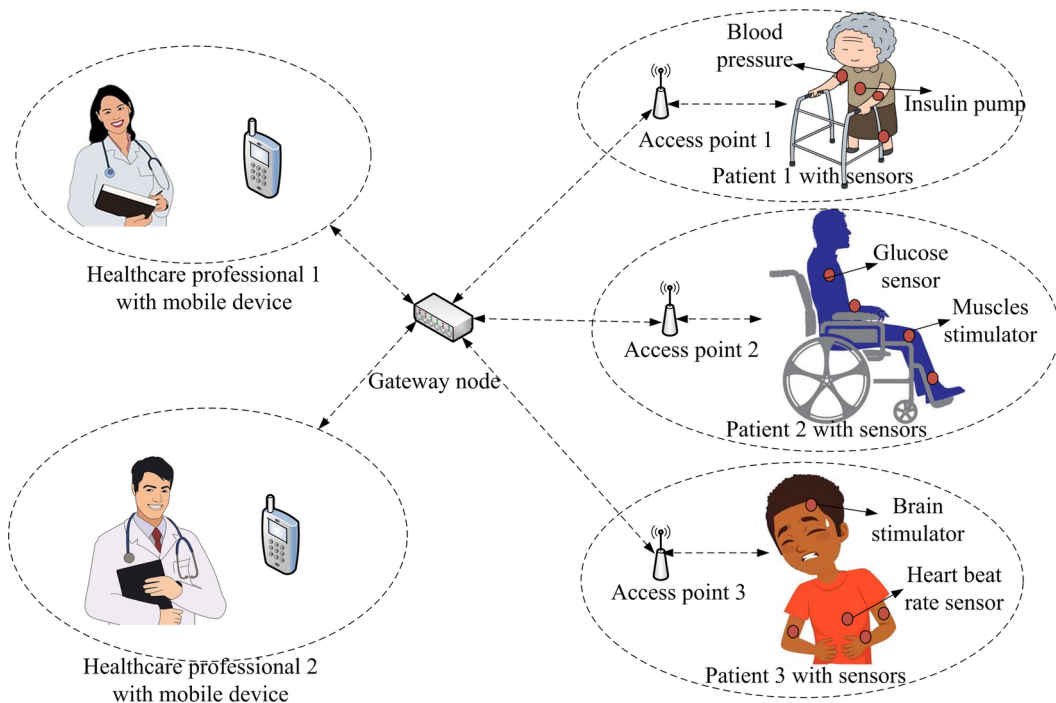 Healthcare professional 1
with mobile device
Gateway node
Healthcare professional 2
with mobile device
Blood
pressure
Insulin pump
Access point 1
Patient 1 with sensors
Glucose
sensor
Muscles
stimulator
Access point 2
Patient 2 with sensors
Brain
stimulator
Heart beat
rate sensor
Access point 3
Patient 3 with sensors